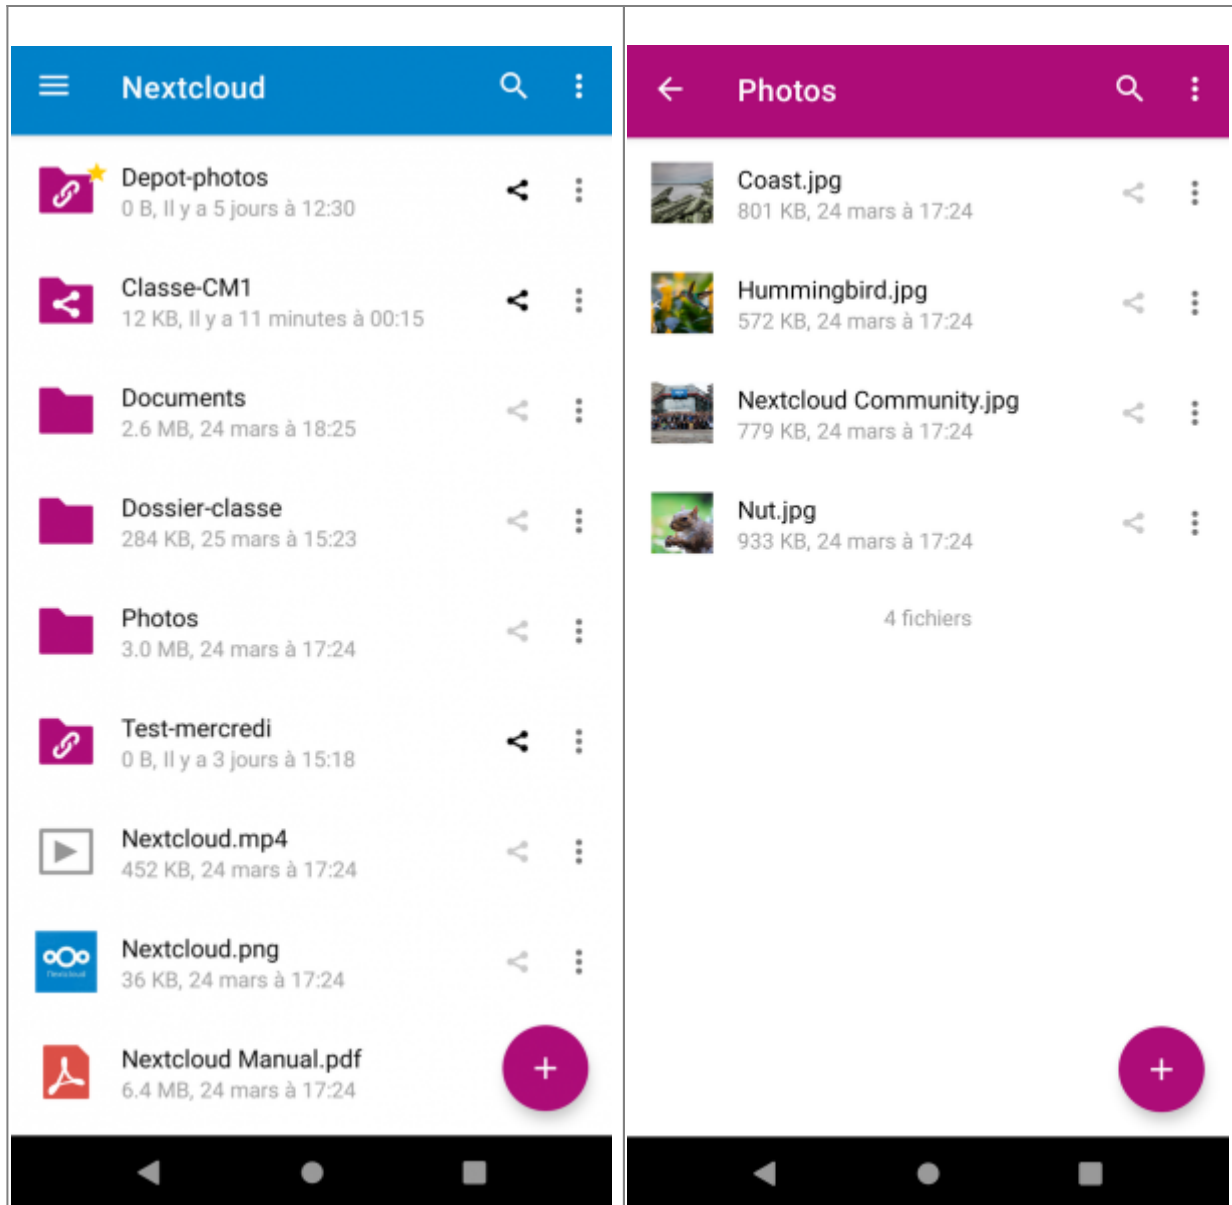 Nextcloud
Depot-photos
0 B, Il y a 5 jours à 12:30
Classe-CM1
12 KB, Il y a 11 minutes à 00:15
Documents
2.6 MB, 24 mars à 18:25
Dossier-classe
284 KB, 25 mars à 15:23
Photos
3.0 MB, 24 mars à 17:24
Test-mercredi
0 B, Il y a 3 jours à 15:18
Nextcloud.mp4
452 KB, 24 mars à 17:24
Nextcloud.png
36 KB, 24 mars à 17:24
Nextcloud Manual.pdf
6.4 MB, 24 mars à 17:24
Photos
Coast.jpg
801 KB, 24 mars à 17:24
Hummingbird.jpg
572 KB, 24 mars à 17:24
Nextcloud Community.jpg
779 KB, 24 mars à 17:24
Nut.jpg
933 KB, 24 mars à 17:24
4 fichiers